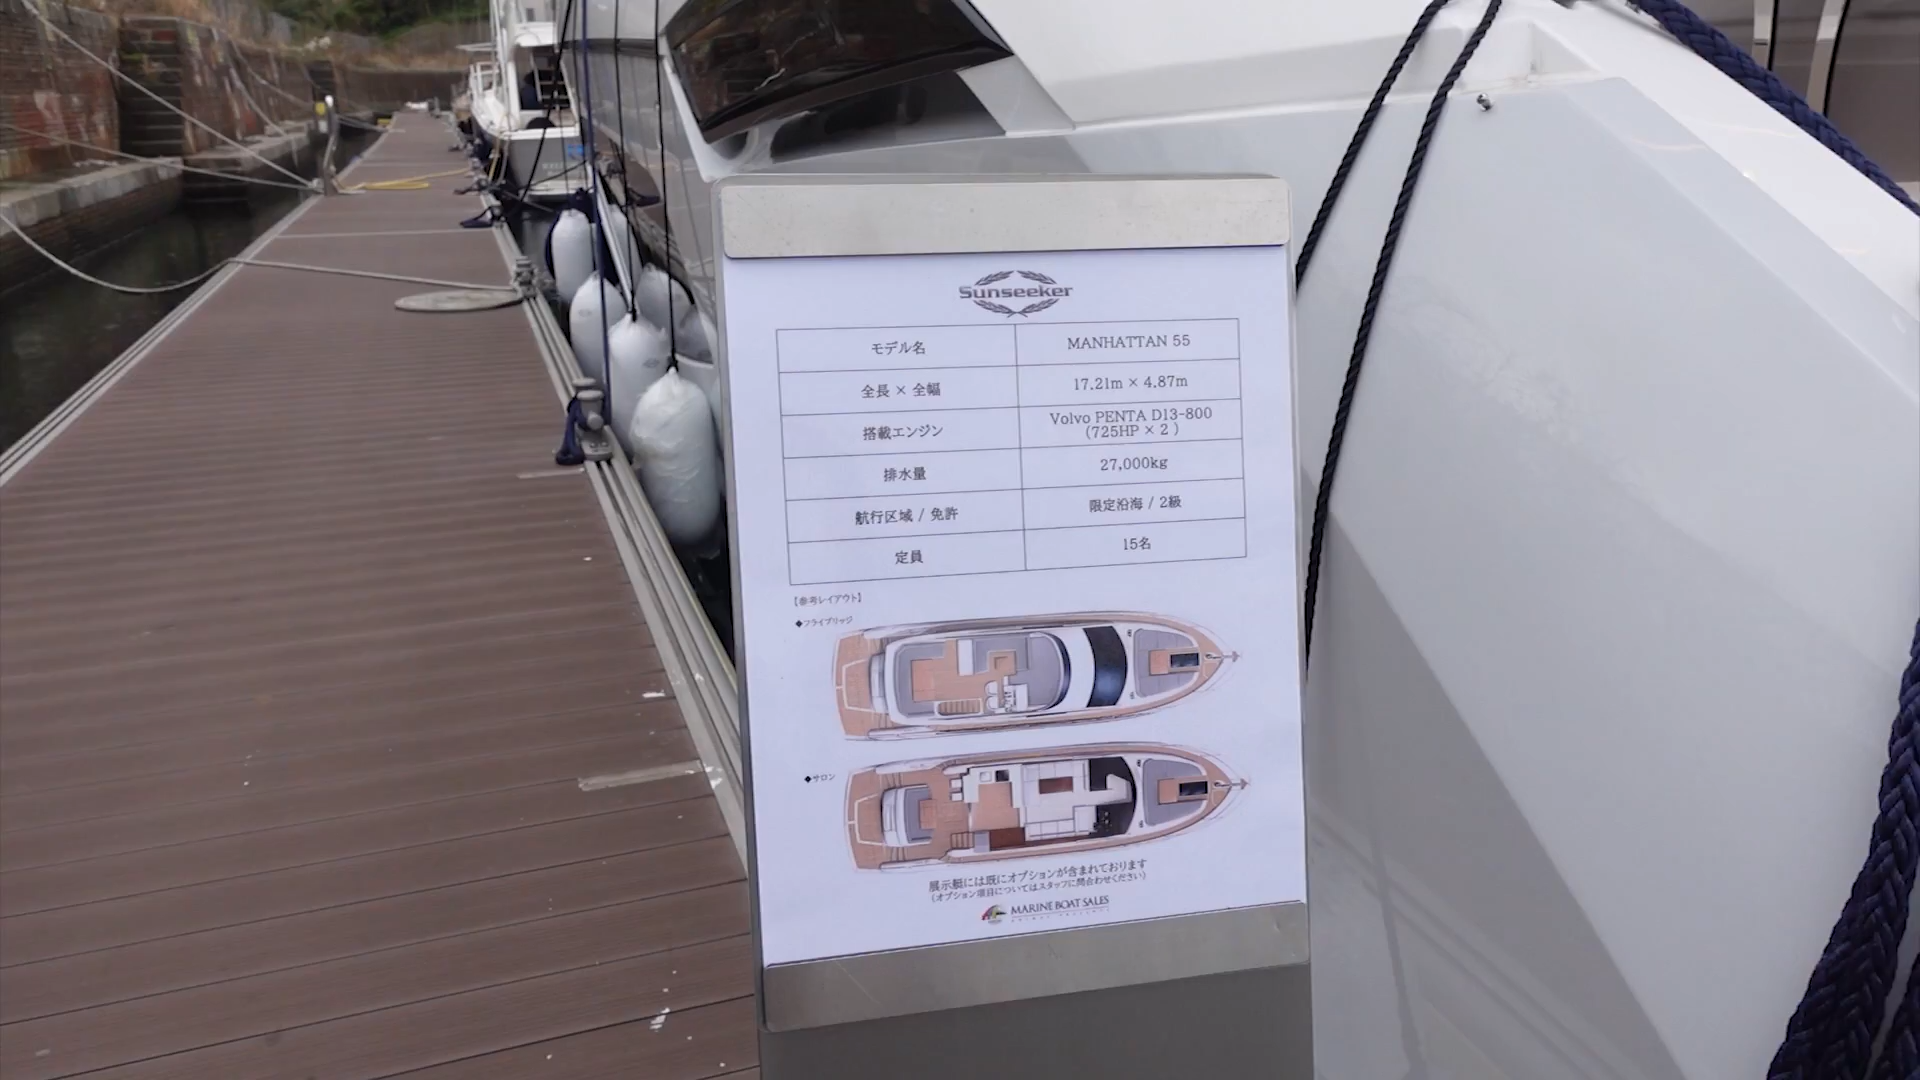 Sunseeker
モデル名 MANHATTAN 55
全長 × 全幅 17.21m × 4.87m
搭載エンジン Volvo PENTA D13-800
(725HP × 2 )
排水量 27,000kg
航行区域 / 免許 限定沿海 / 2級
定員 15名
【参考レイアウト】
◆フライブリッジ
◆サロン
展示艇には既にオプションが含まれております
(オプション項目についてはスタッフに問合わせください)
MARINE BOAT SALES